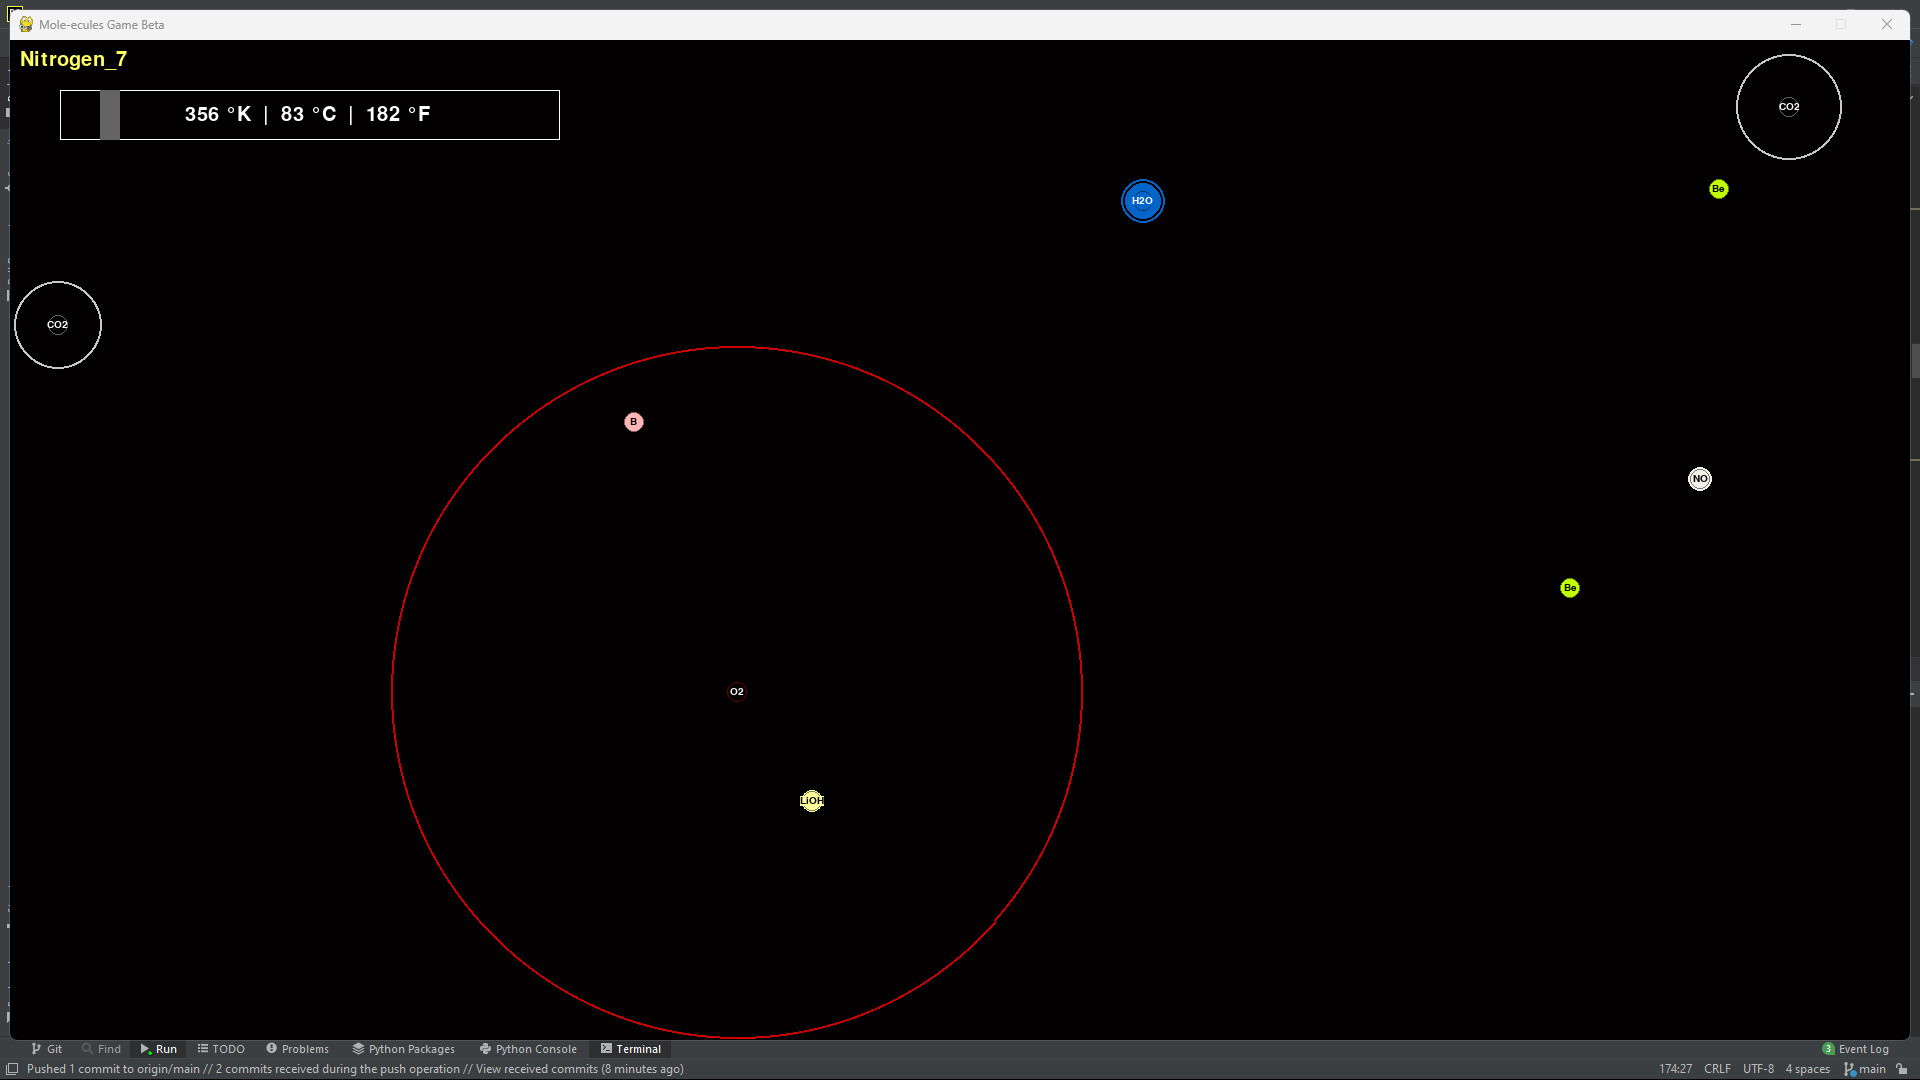 Mole-ecules Game Beta
Nitrogen_7
356 °K | 83 °C | 182 °F
CO2
Be
H2O
CO2
B
NO
Be
O2
LiOH
Git Find Run TODO Problems Python Packages Python Console Terminal 3 Event Log
Pushed 1 commit to origin/main // 2 commits received during the push operation // View received commits (8 minutes ago) 174:27 CRLF UTF-8 4 spaces main